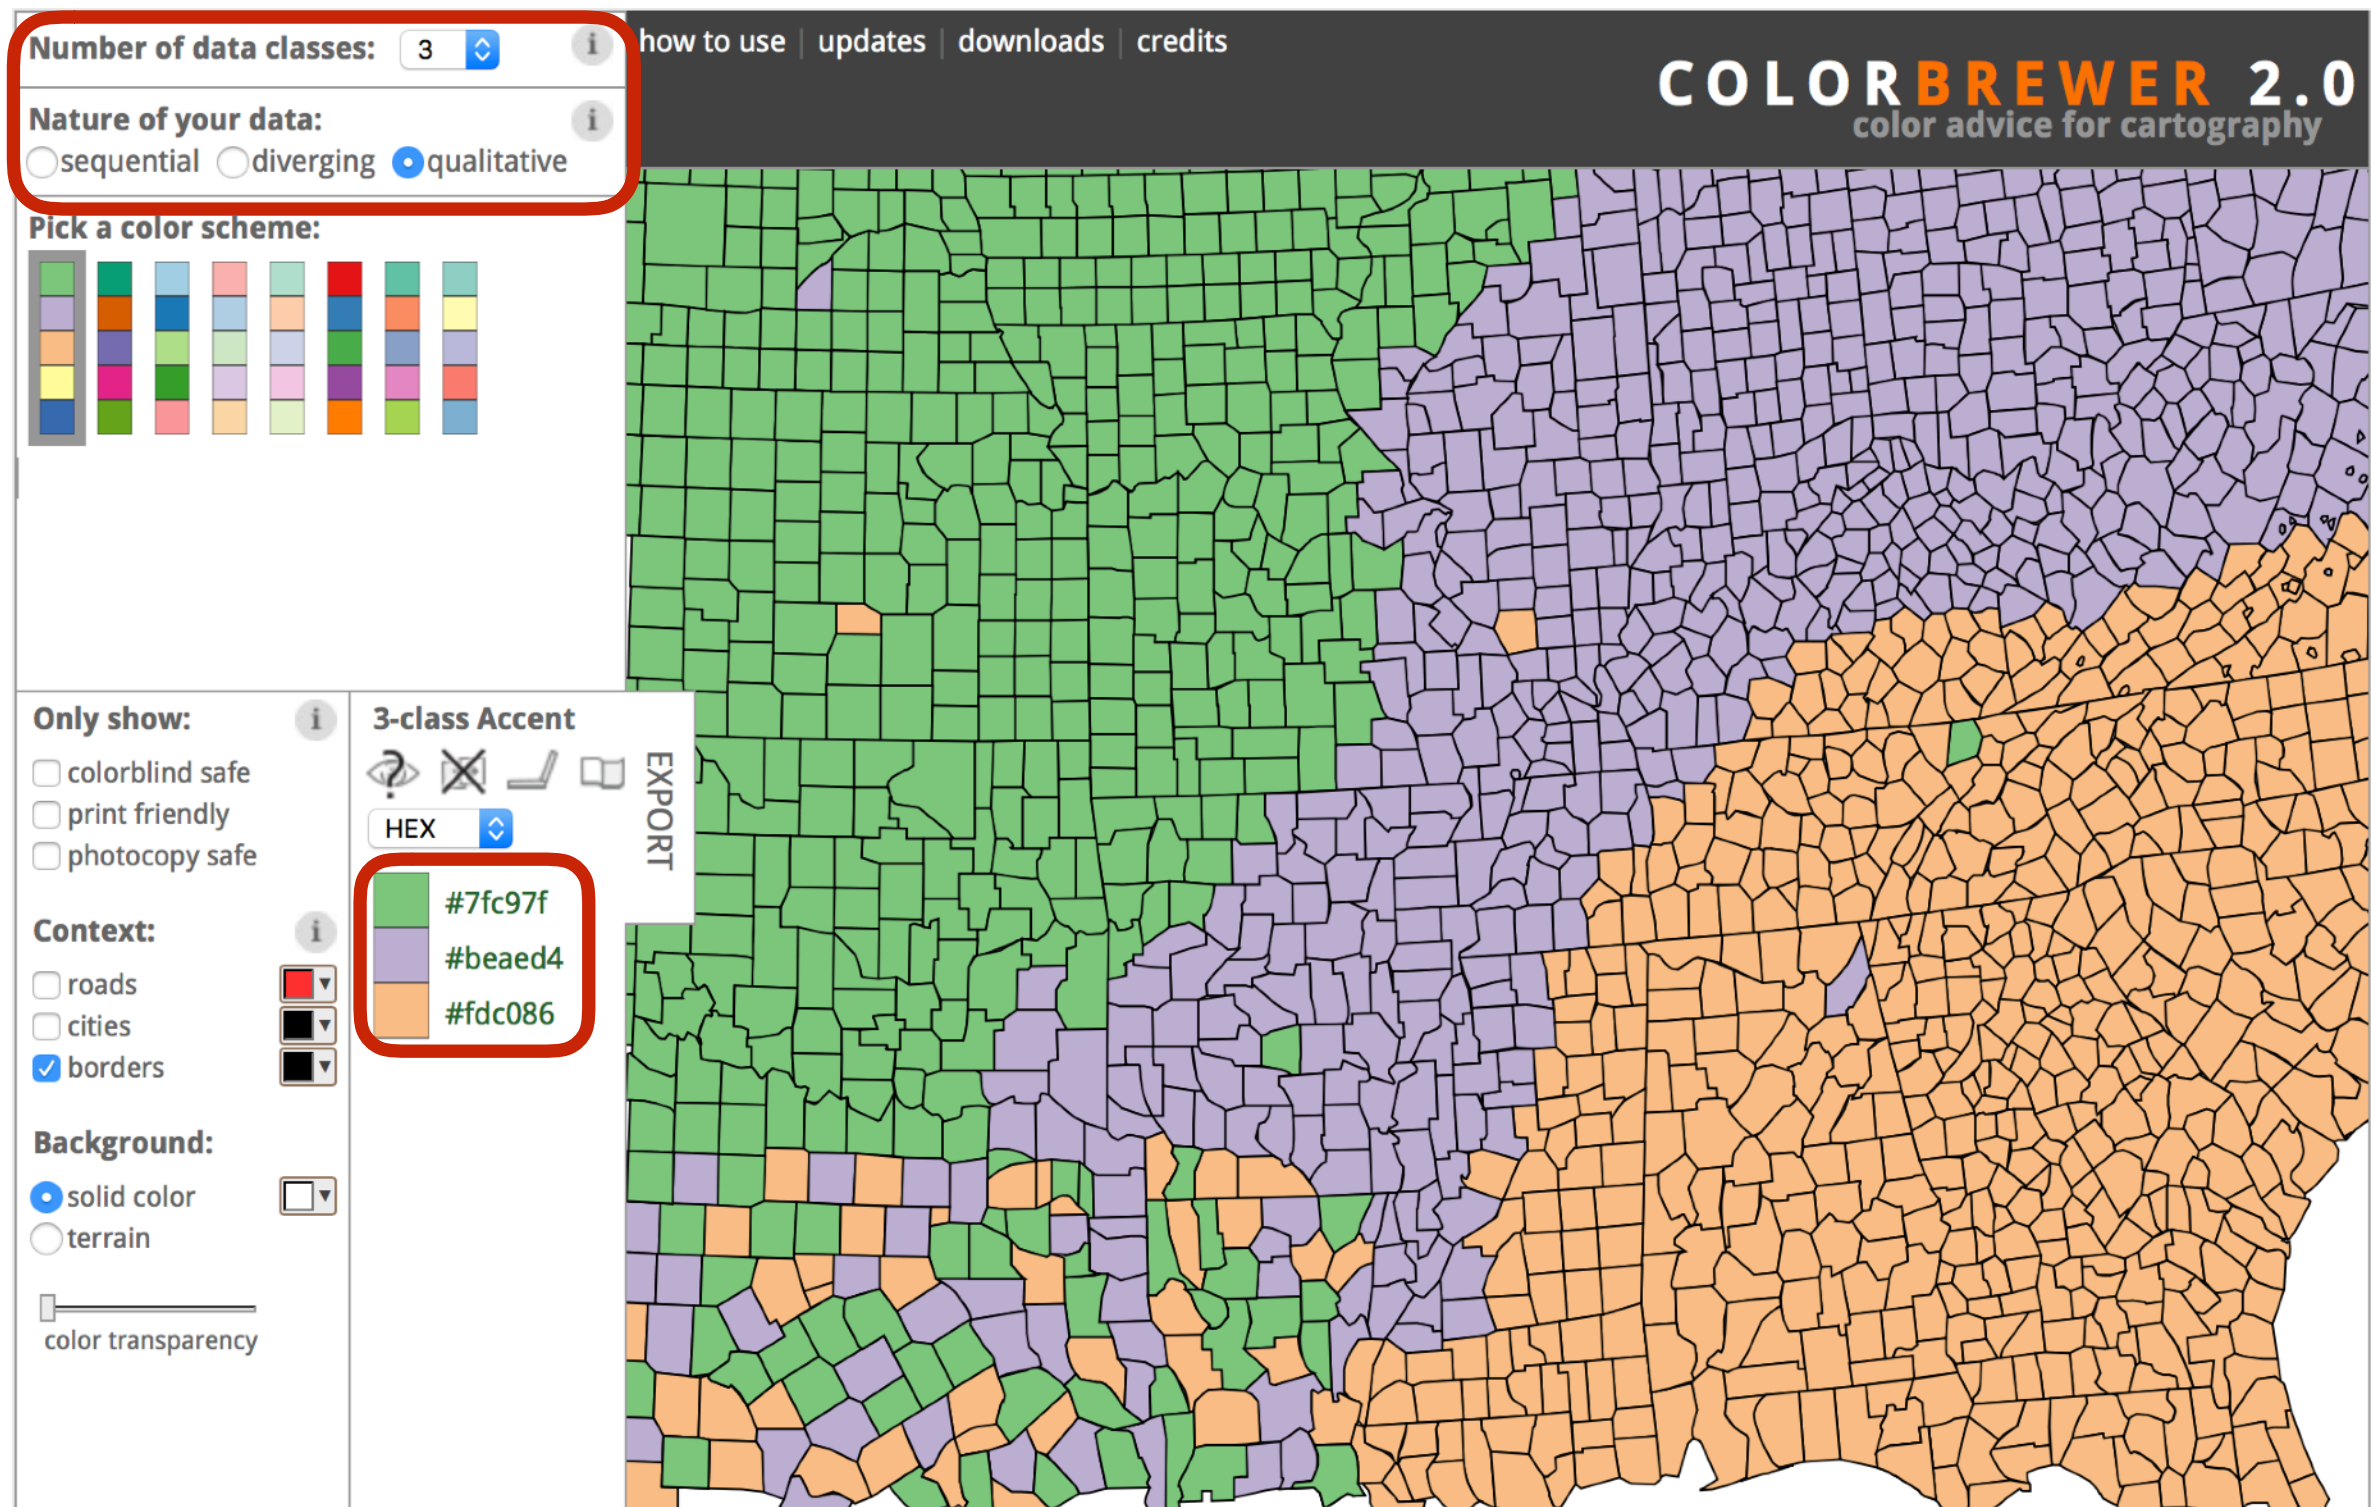 Number of data classes: 3 i
Nature of your data: i
sequential diverging qualitative
Pick a color scheme:
how to use | updates | downloads | credits
COLORBREWER 2.0
color advice for cartography
Only show: i
colorblind safe
print friendly
photocopy safe
Context: i
roads
cities
borders
Background:
solid color
terrain
color transparency
3-class Accent
?
HEX
#7fc97f
#beaed4
#fdc086
EXPORT